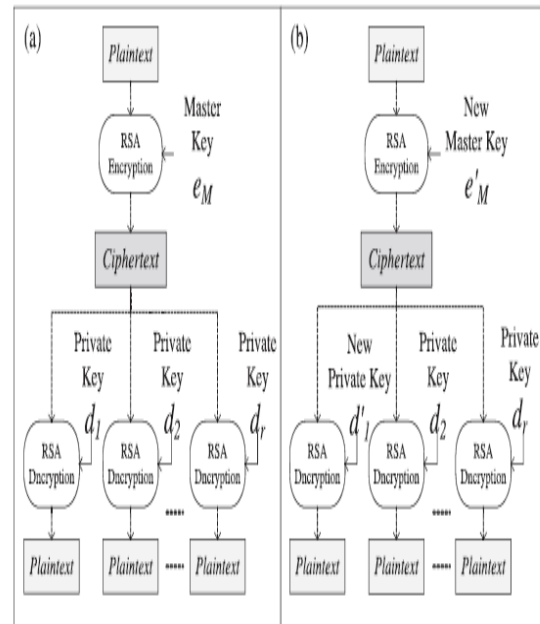 (a)
Plaintext
RSA
Encryption
Master
Key
e_M
Ciphertext
Private
Key
d_1
Private
Key
d_2
Private
Key
d_r
RSA
Dncryption
RSA
Dncryption
RSA
Dncryption
......
Plaintext
Plaintext
......
Plaintext
(b)
Plaintext
RSA
Encryption
New
Master Key
e'_M
Ciphertext
New
Private Key
d'_1
Private
Key
d_2
Private
Key
d_r
RSA
Dncryption
RSA
Dncryption
RSA
Dncryption
......
Plaintext
Plaintext
......
Plaintext